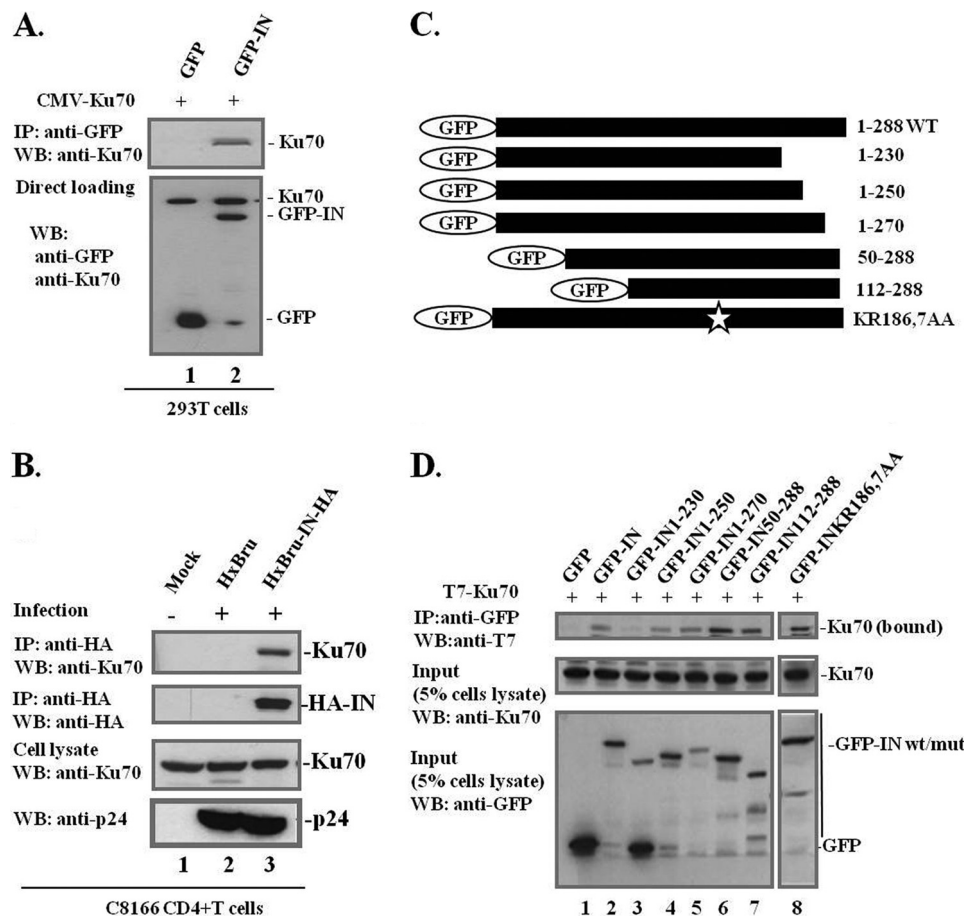 A.
GFP
GFP-IN
CMV-Ku70
+ +
IP: anti-GFP
WB: anti-Ku70
- Ku70
Direct loading
- Ku70
- GFP-IN
WB:
anti-GFP
anti-Ku70
- GFP
1 2
293T cells
B.
Mock
HxBru
HxBru-IN-HA
Infection
- + +
IP: anti-HA
WB: anti-Ku70
-Ku70
IP: anti-HA
WB: anti-HA
-HA-IN
Cell lysate
WB: anti-Ku70
-Ku70
WB: anti-p24
-p24
1 2 3
C8166 CD4+T cells
C.
GFP 1-288 WT
GFP 1-230
GFP 1-250
GFP 1-270
GFP 50-288
GFP 112-288
GFP KR186,7AA
D.
GFP
GFP-IN
GFP-IN1-230
GFP-IN1-250
GFP-IN1-270
GFP-IN50-288
GFP-IN112-288
GFP-INKR186,7AA
T7-Ku70
+ + + + + + + +
IP:anti-GFP
WB:anti-T7
-Ku70 (bound)
Input
(5% cells lysate)
WB: anti-Ku70
-Ku70
Input
(5% cells lysate)
WB: anti-GFP
-GFP-IN wt/mut
-GFP
1 2 3 4 5 6 7 8